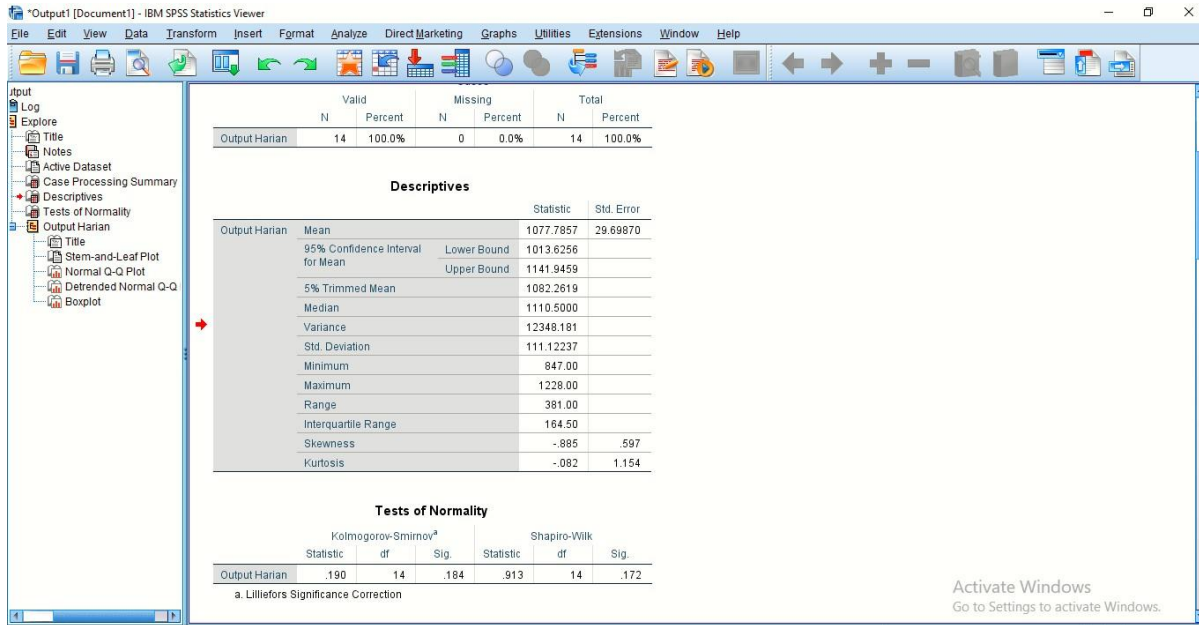 *Output1 [Document1] - IBM SPSS Statistics Viewer
File Edit View Data Transform Insert Format Analyze Direct Marketing Graphs Utilities Extensions Window Help
Log
Explore
Title
Notes
Active Dataset
Case Processing Summary
Descriptives
Tests of Normality
Output Harian
Title
Stem-and-Leaf Plot
Normal Q-Q Plot
Detrended Normal Q-Q
Boxplot
Valid Missing Total
N Percent N Percent N Percent
Output Harian 14 100.0% 0 0.0% 14 100.0%
Descriptives
Statistic Std. Error
Output Harian Mean 1077.7857 29.69870
95% Confidence Interval for Mean Lower Bound 1013.6256
Upper Bound 1141.9459
5% Trimmed Mean 1082.2619
Median 1110.5000
Variance 12348.181
Std. Deviation 111.12237
Minimum 847.00
Maximum 1228.00
Range 381.00
Interquartile Range 164.50
Skewness -.885 .597
Kurtosis -.082 1.154
Tests of Normality
Kolmogorov-Smirnov^a Shapiro-Wilk
Statistic df Sig. Statistic df Sig.
Output Harian .190 14 .184 .913 14 .172
a. Lilliefors Significance Correction
Activate Windows
Go to Settings to activate Windows.